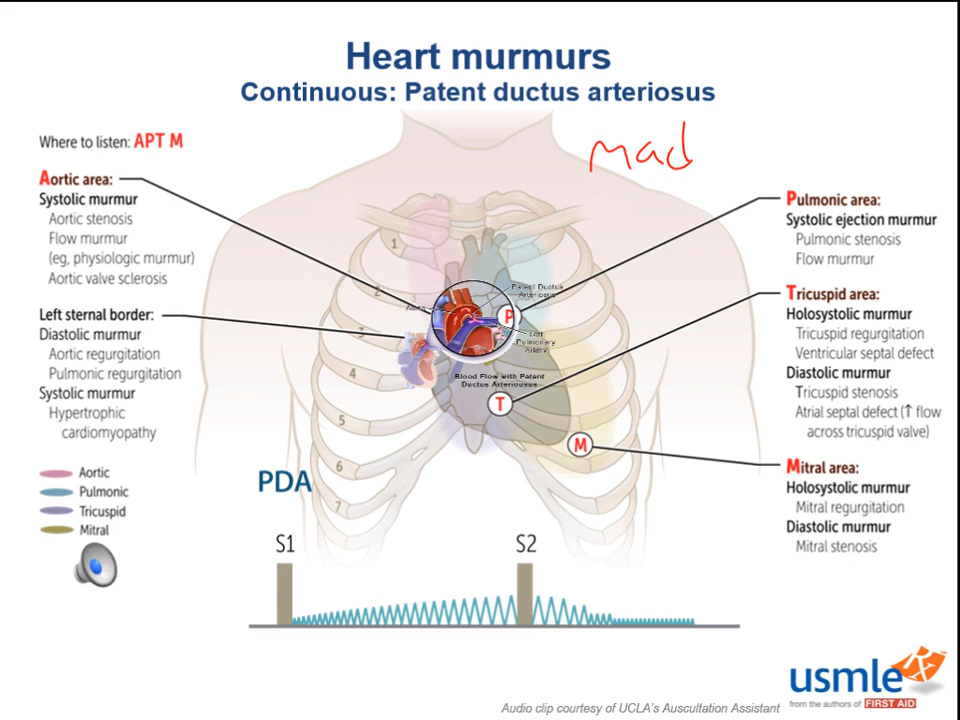 Heart murmurs
Continuous: Patent ductus arteriosus
mad
Where to listen: APT M
Aortic area:
Systolic murmur
Aortic stenosis
Flow murmur
(eg, physiologic murmur)
Aortic valve sclerosis
Left sternal border:
Diastolic murmur
Aortic regurgitation
Pulmonic regurgitation
Systolic murmur
Hypertrophic
cardiomyopathy
Aortic
Pulmonic
Tricuspid
Mitral
1
2
3
4
5
6
7
Aorta
Patent Ductus
Arteriosus
P
Left
Pulmonary
Artery
Blood Flow with Patent
Ductus Arteriousus
T
M
Pulmonic area:
Systolic ejection murmur
Pulmonic stenosis
Flow murmur
Tricuspid area:
Holosystolic murmur
Tricuspid regurgitation
Ventricular septal defect
Diastolic murmur
Tricuspid stenosis
Atrial septal defect (↑ flow
across tricuspid valve)
Mitral area:
Holosystolic murmur
Mitral regurgitation
Diastolic murmur
Mitral stenosis
PDA
S1
S2
usmle Rx
from the authors of FIRST AID
Audio clip courtesy of UCLA's Auscultation Assistant